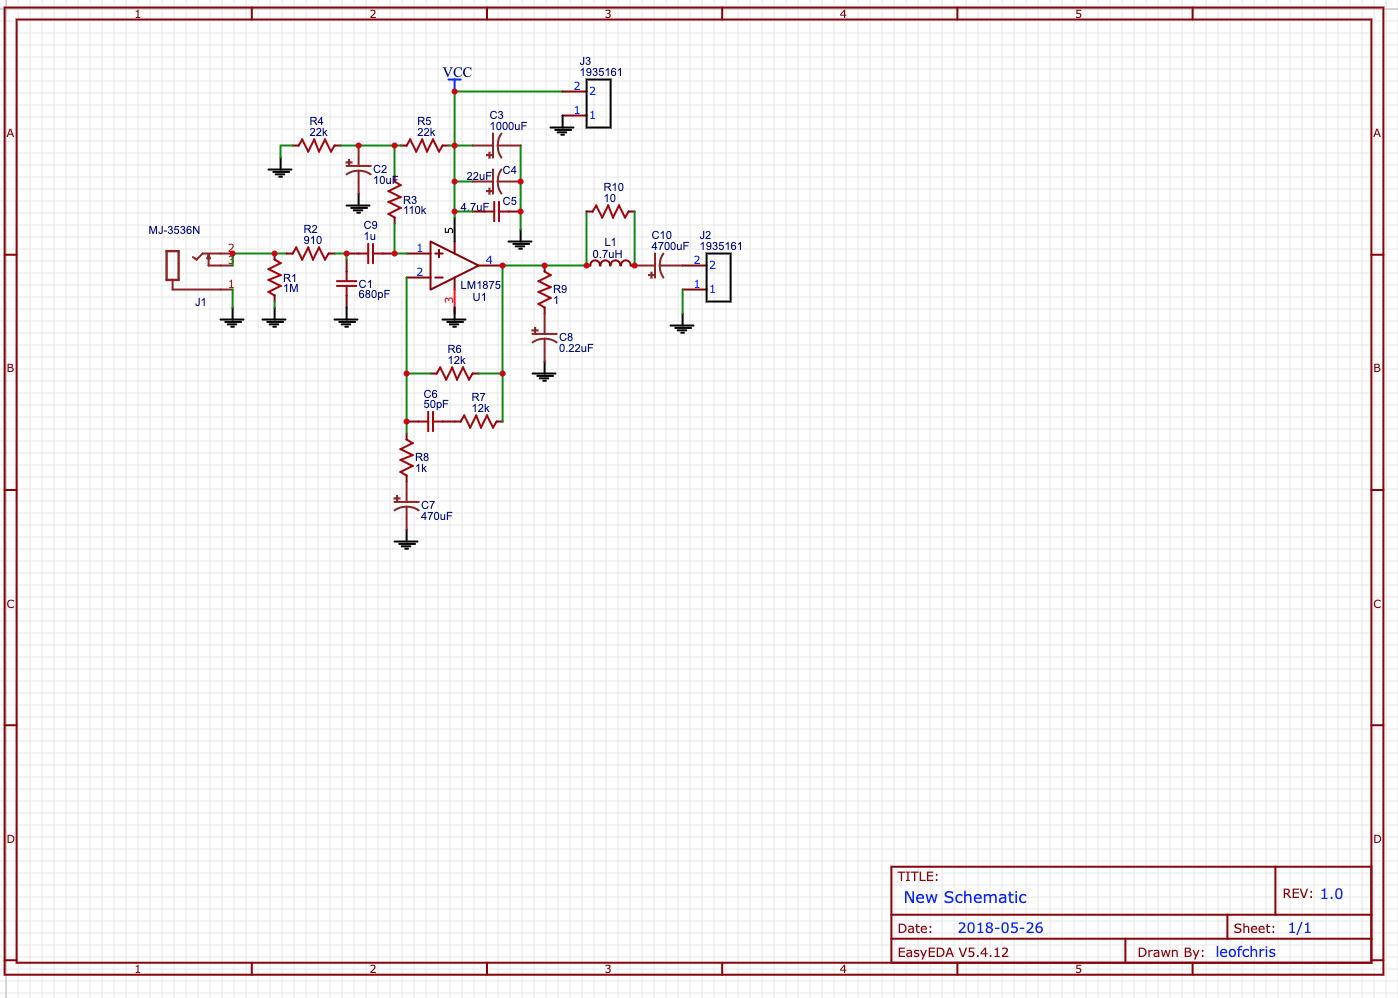 1 2 3 4 5
J3
1935161
VCC
2 2
1 1
C3
1000uF
R4
22k
R5
22k
A A
C2
10uF
22uF C4
R3
110k
4.7uF C5
R10
10
MJ-3536N
R2
910
C9
1u
5
L1
0.7uH
C10
4700uF
J2
1935161
2
3
1
2
4
2 2
R1
1M
C1
680pF
1
J1
3
LM1875
U1
R9
1
1 1
C8
0.22uF
R6
12k
B B
C6
50pF
R7
12k
R8
1k
C7
470uF
C C
D D
TITLE:
New Schematic
REV: 1.0
Date: 2018-05-26
Sheet: 1/1
EasyEDA V5.4.12
Drawn By: leofchris
1 2 3 4 5